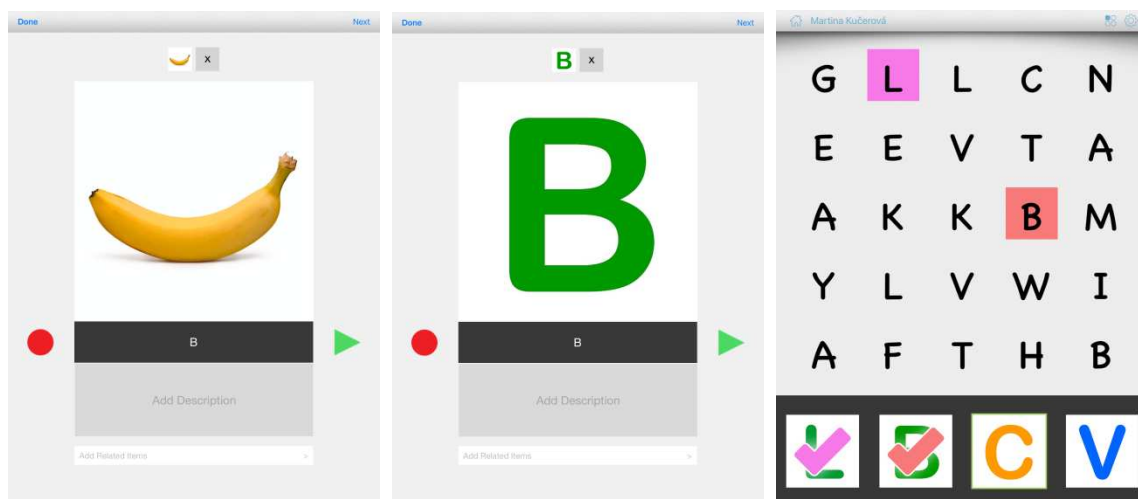 Done Next
X
B
Add Description
Add Related Items >
Done Next
B X
B
B
Add Description
Add Related Items >
Martina Kučerová
G L L C N
E E V T A
A K K B M
Y L V W I
A F T H B
L B C V